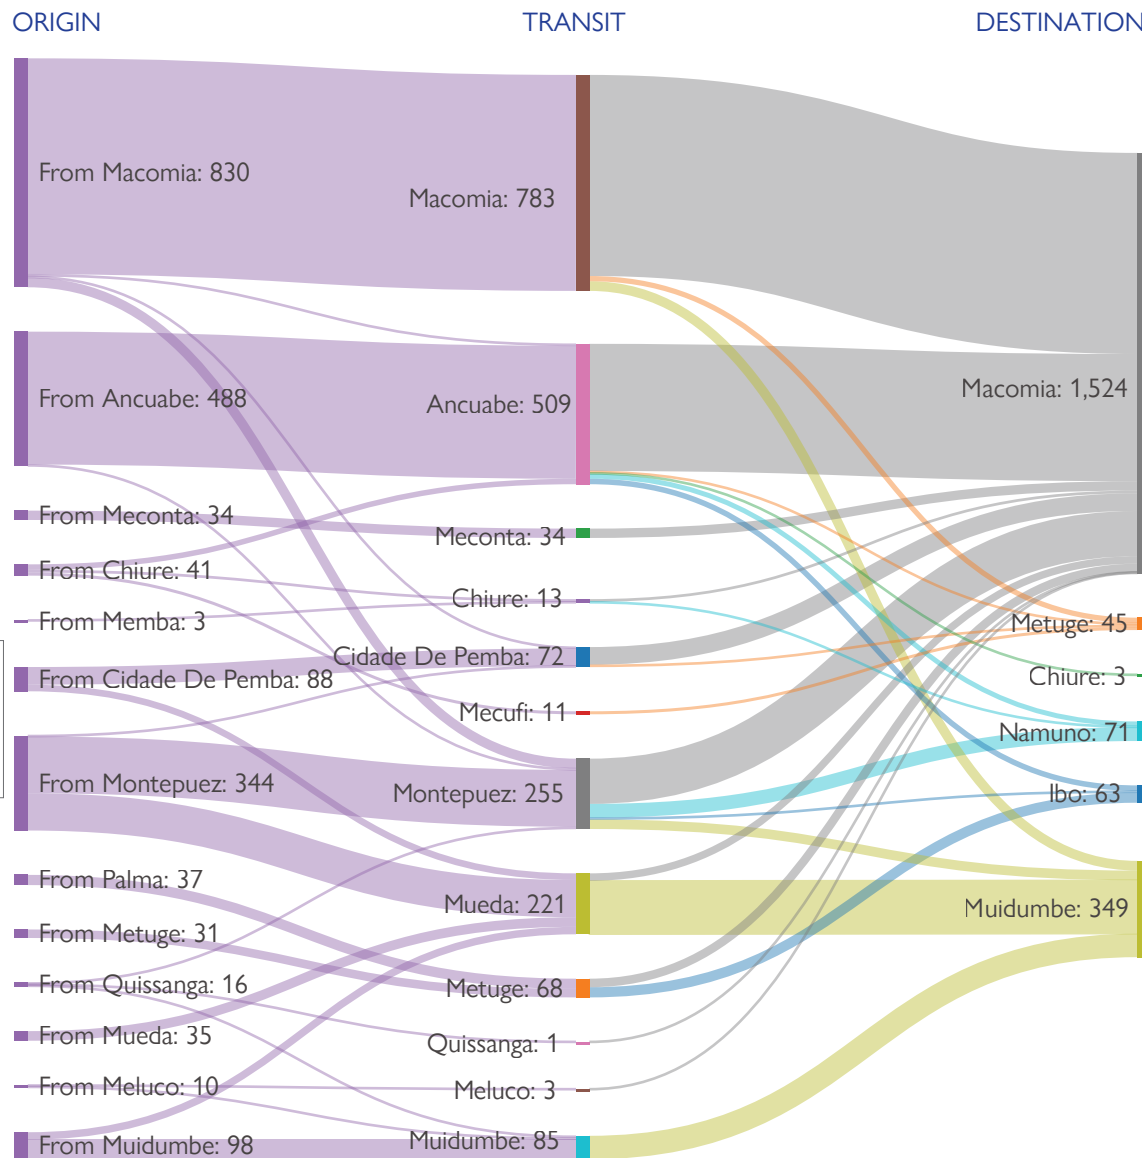 ORIGIN
TRANSIT
DESTINATION
From Macomia: 830
From Ancuabe: 488
From Meconta: 34
From Chiure: 41
From Memba: 3
From Cidade De Pemba: 88
From Montepuez: 344
From Palma: 37
From Metuge: 31
From Quissanga: 16
From Mueda: 35
From Meluco: 10
From Muidumbe: 98
Macomia: 783
Ancuabe: 509
Meconta: 34
Chiure: 13
Cidade De Pemba: 72
Mecufi: 11
Montepuez: 255
Mueda: 221
Metuge: 68
Quissanga: 1
Meluco: 3
Muidumbe: 85
Macomia: 1,524
Metuge: 45
Chiure: 3
Namuno: 71
Ibo: 63
Muidumbe: 349